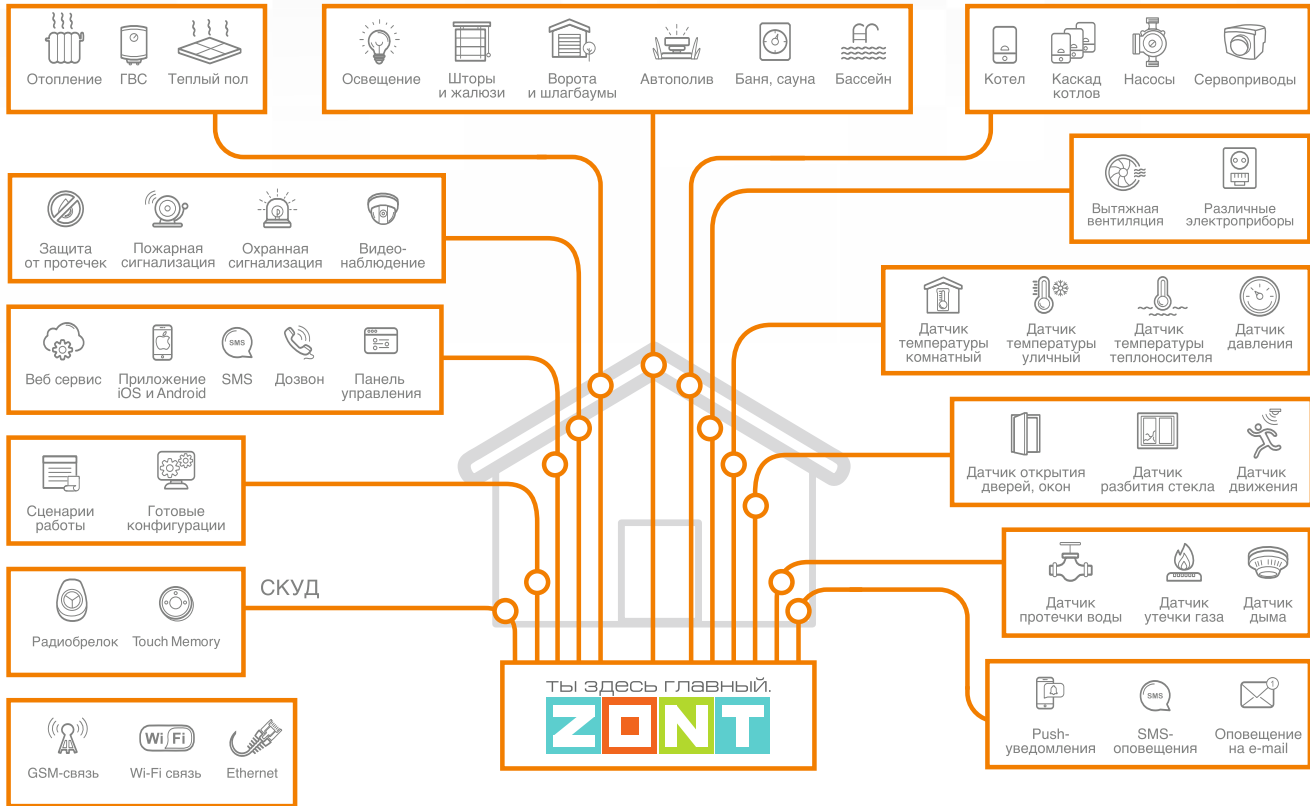 Отопление
ГВС
Теплый пол
Освещение
Шторы
и жалюзи
Ворота
и шлагбаумы
Автополив
Баня, сауна
Бассейн
Котел
Каскад
котлов
Насосы
Сервоприводы
Вытяжная
вентиляция
Различные
электроприборы
Защита
от протечек
Пожарная
сигнализация
Охранная
сигнализация
Видео-
наблюдение
Датчик
температуры
комнатный
Датчик
температуры
уличный
Датчик
температуры
теплоносителя
Датчик
давления
SMS
Веб сервис
Приложение
iOS и Android
SMS
Дозвон
Панель
управления
Датчик открытия
дверей, окон
Датчик
разбития стекла
Датчик
движения
Сценарии
работы
Готовые
конфигурации
Датчик
протечки воды
Датчик
утечки газа
Датчик
дыма
СКУД
Радиобрелок
Touch Memory
ты здесь главный.
ZONT
SMS
1
Push-
уведомления
SMS-
оповещения
Оповещение
на e-mail
Wi Fi
GSM-связь
Wi-Fi связь
Ethernet